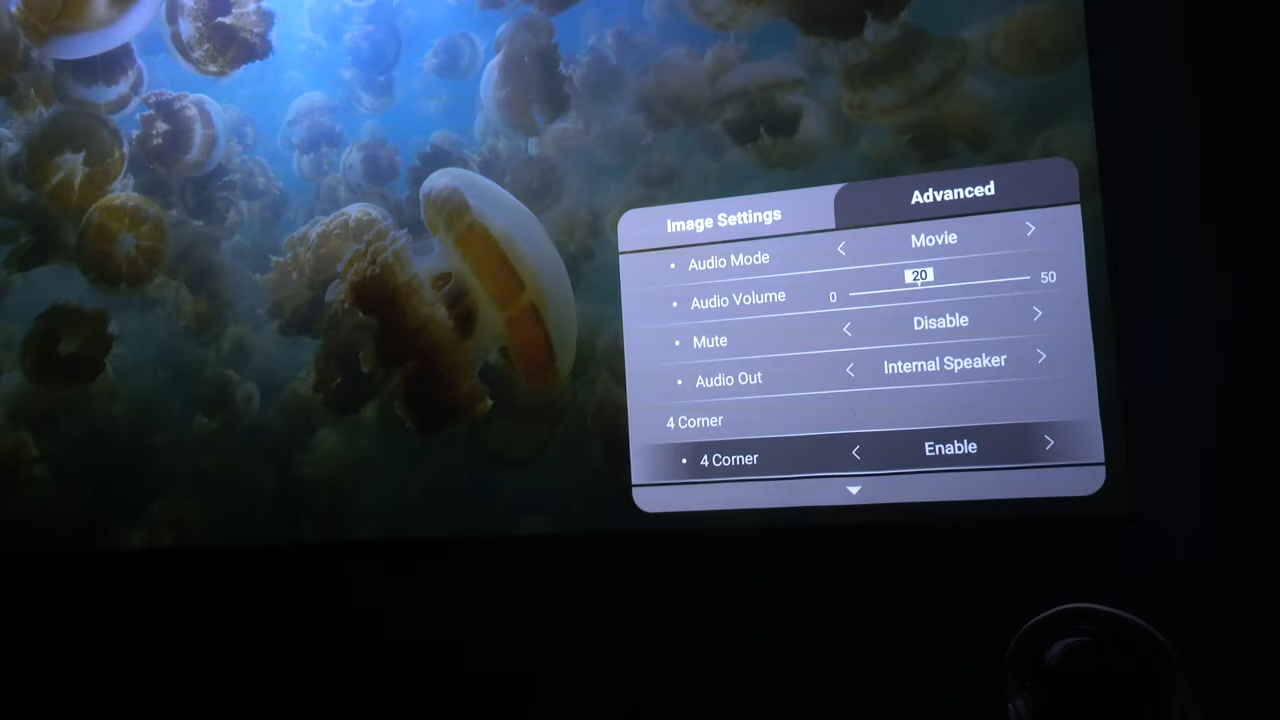 Image Settings Advanced
• Audio Mode Movie
• Audio Volume 0 20 50
• Mute Disable
• Audio Out Internal Speaker
4 Corner
• 4 Corner Enable